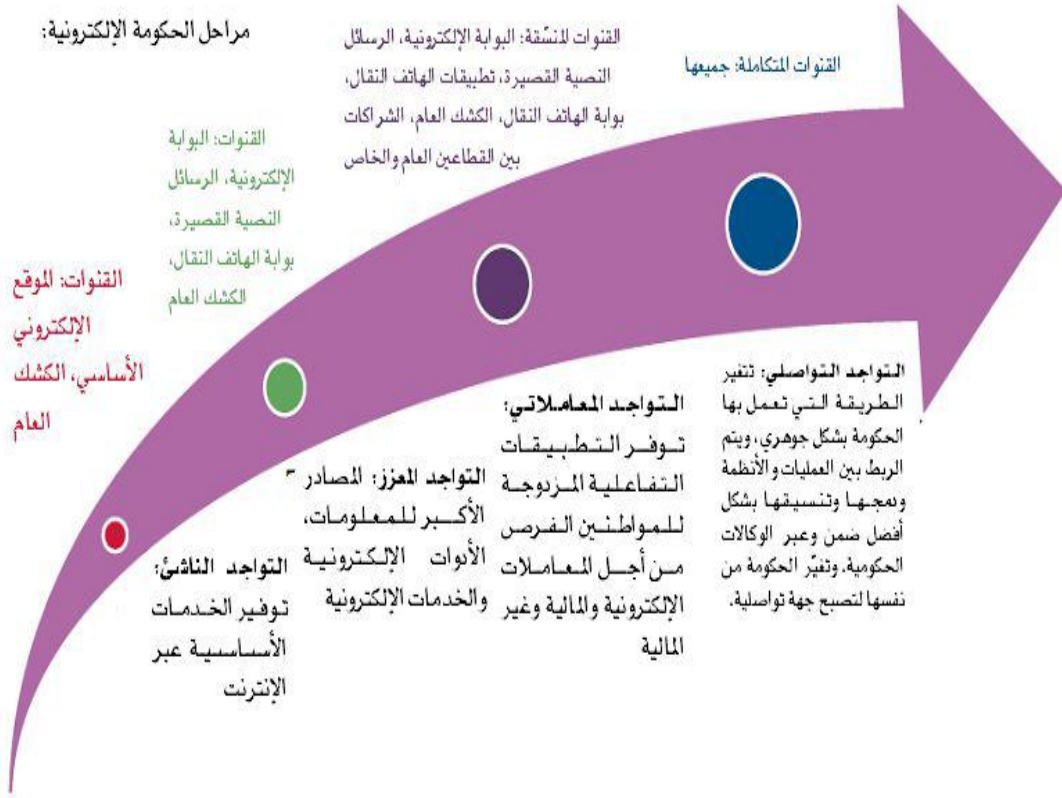 مراحل الحكومة الإلكترونية:
القنوات: الموقع
الإلكتروني
الأساسي، الكشك
العام
القنوات: البوابة
الإلكترونية، الرسائل
النصية القصيرة،
بوابة الهاتف النقال،
الكشك العام
القنوات المنسّقة: البوابة الإلكترونية، الرسائل
النصية القصيرة، تطبيقات الهاتف النقال،
بوابة الهاتف النقال، الكشك العام، الشراكات
بين القطاعين العام والخاص
القنوات المتكاملة: جميعها
التواجد الناشئ:
توفير الخدمات
الأساسية عبر
الإنترنت
التواجد المعزز: المصادر
الأكبر للمعلومات،
الأدوات الإلكترونية
والخدمات الإلكترونية
التواجد المعاملاتي:
توفر التطبيقات
التفاعلية المزدوجة
للمواطنين الفرص
من أجل المعاملات
الإلكترونية والمالية وغير
المالية
التواجد التواصلي: تتغير
الطريقة التي تعمل بها
الحكومة بشكل جوهري، ويتم
الربط بين العمليات والأنظمة
ودمجها وتنسيقها بشكل
أفضل ضمن وعبر الوكالات
الحكومية. وتغيّر الحكومة من
نفسها لتصبح جهة تواصلية.